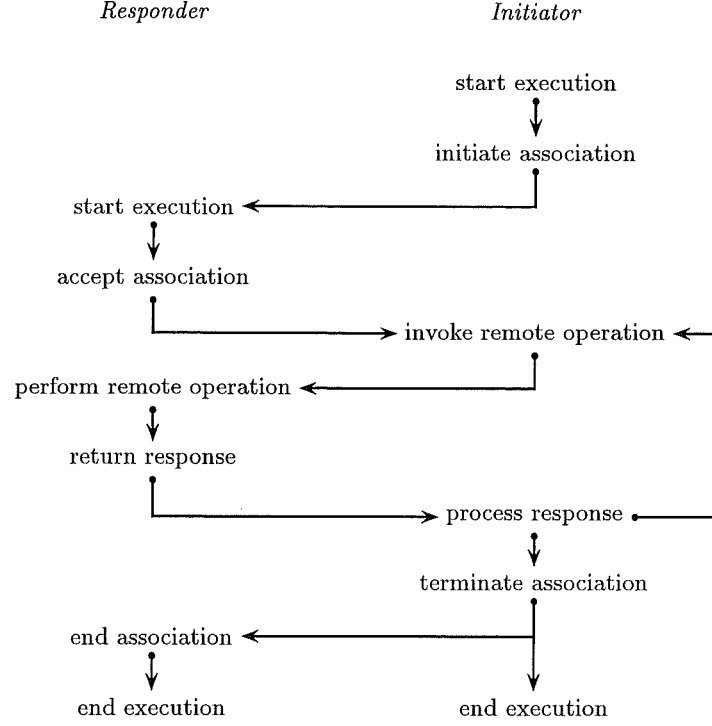 Responder Initiator
start execution
initiate association
start execution
accept association
invoke remote operation
perform remote operation
return response
process response
terminate association
end association
end execution end execution